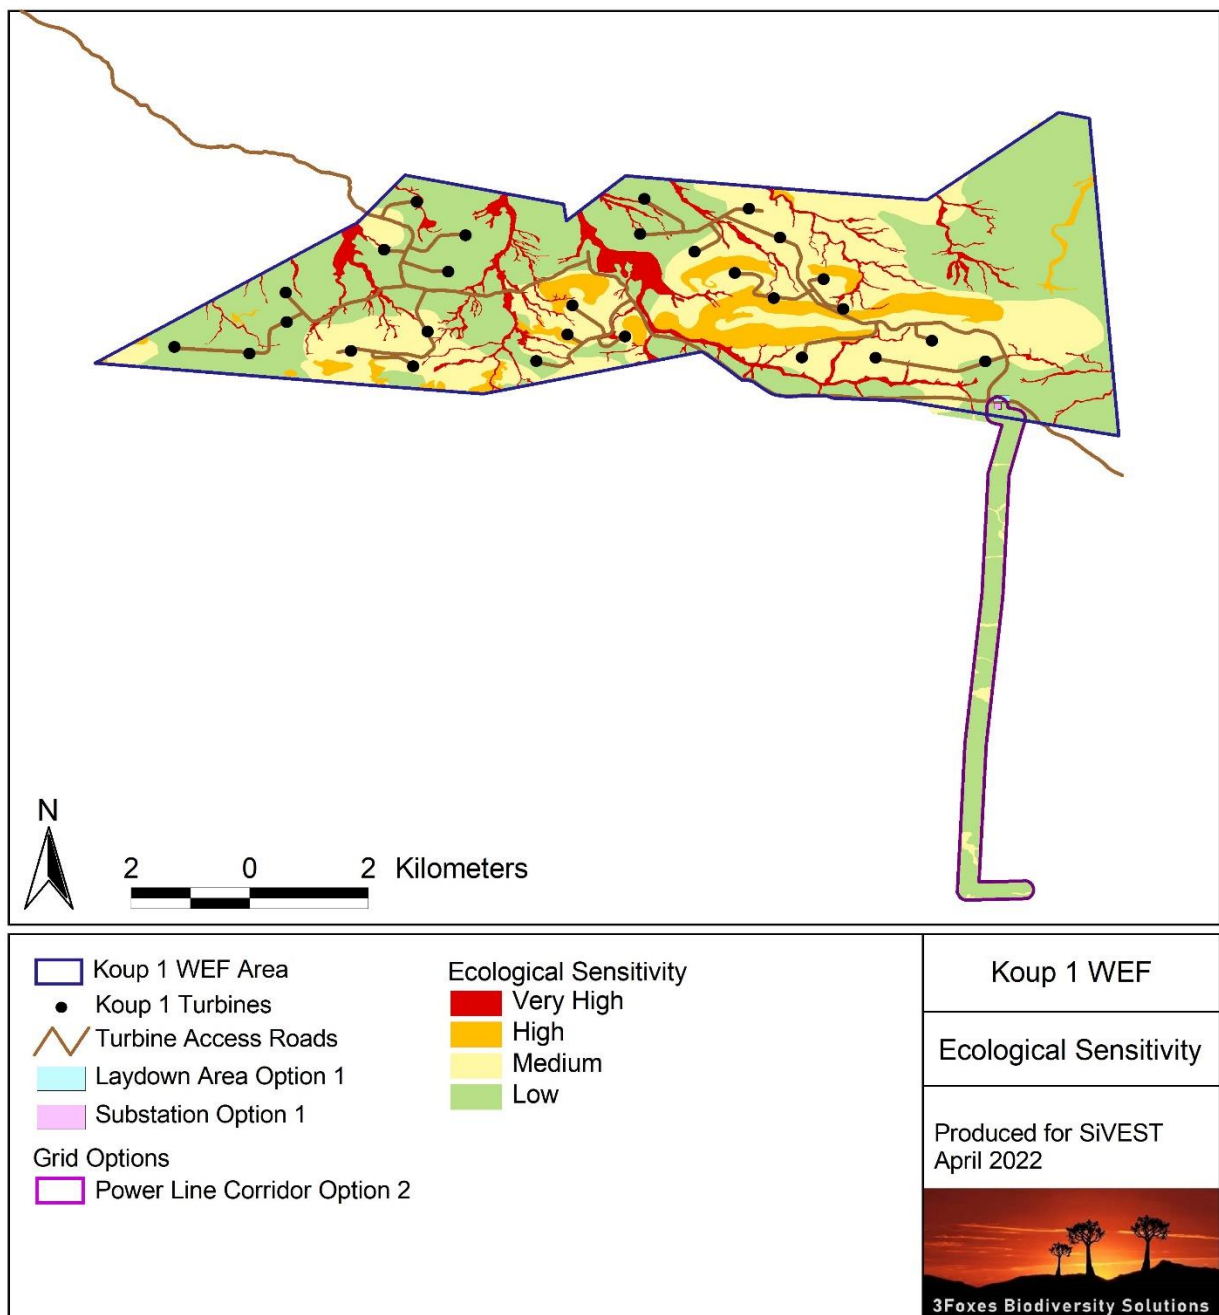 N
2 0 2 Kilometers
Koup 1 WEF Area
Koup 1 Turbines
Turbine Access Roads
Laydown Area Option 1
Substation Option 1
Grid Options
Power Line Corridor Option 2
Ecological Sensitivity
Very High
High
Medium
Low
Koup 1 WEF
Ecological Sensitivity
Produced for SiVEST
April 2022
3Foxes Biodiversity Solutions